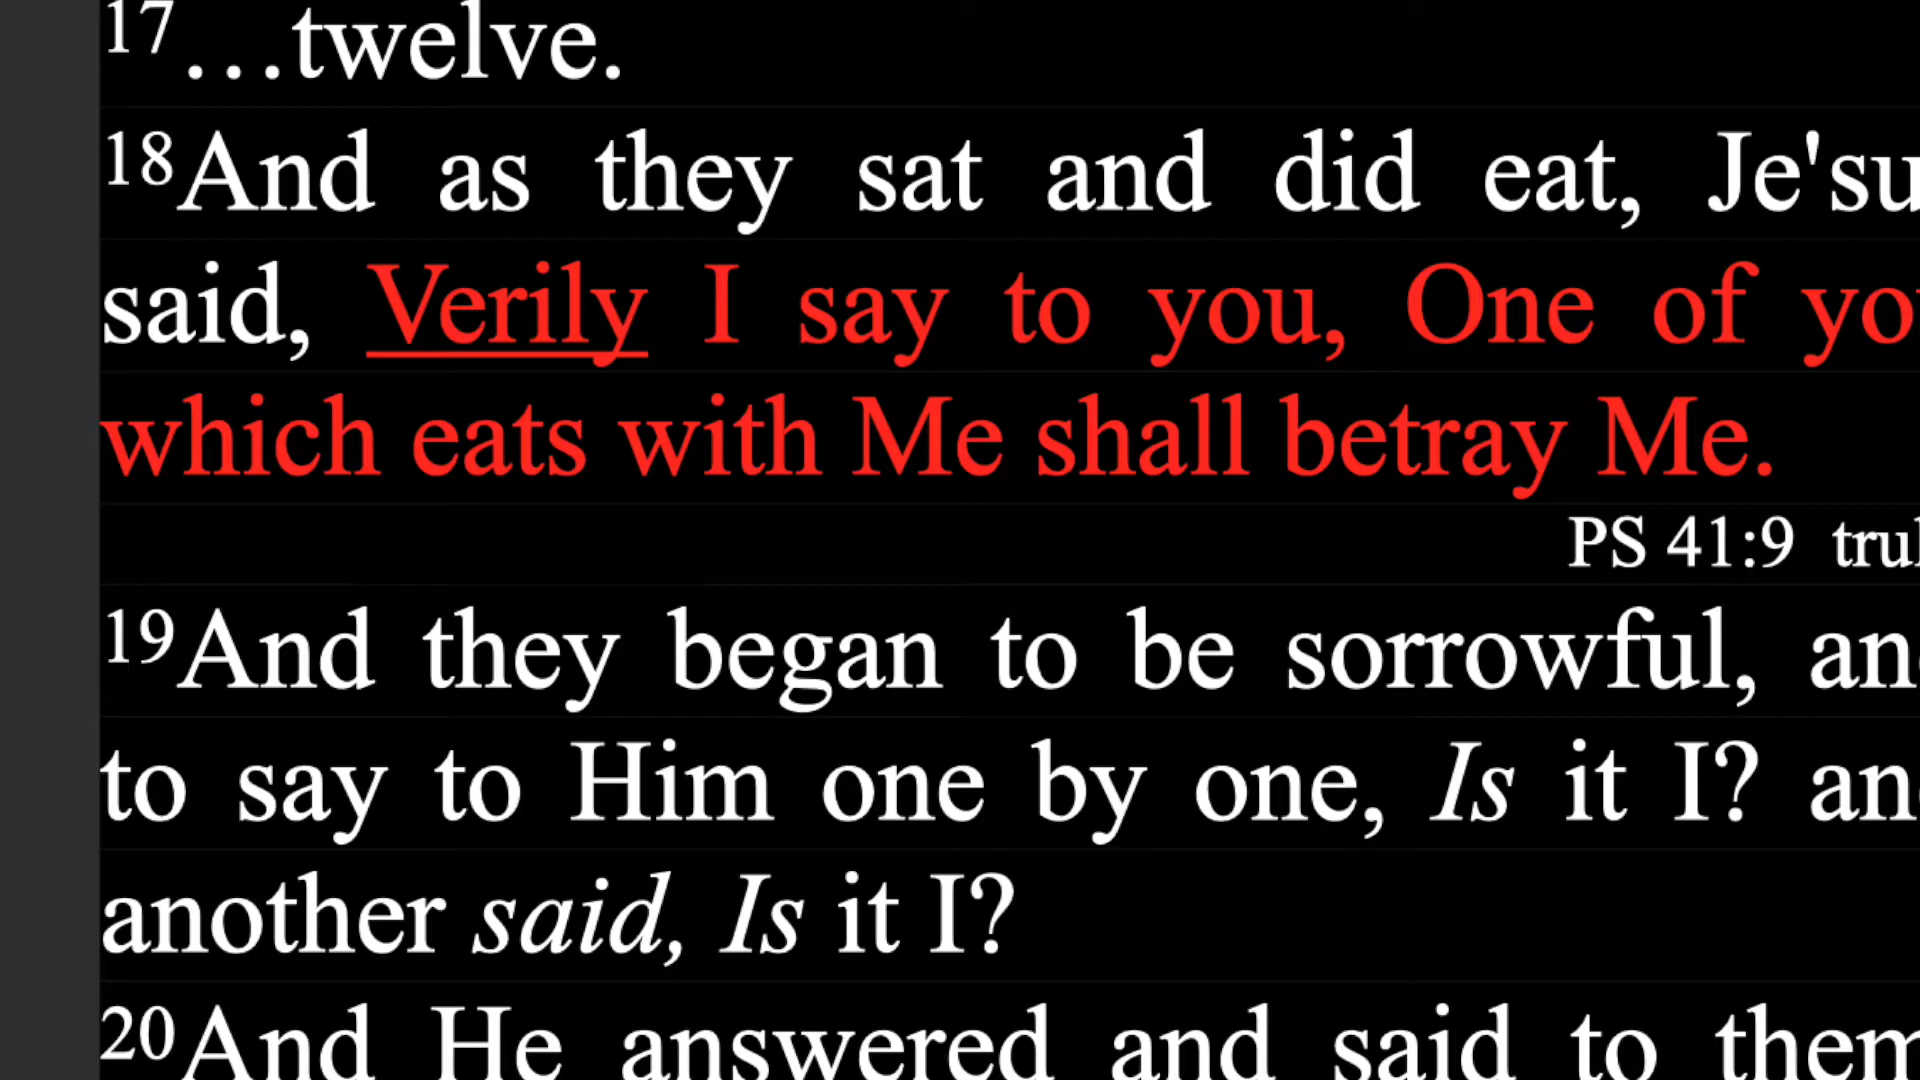 17…twelve.
18And as they sat and did eat, Je'su
said, Verily I say to you, One of yo
which eats with Me shall betray Me.
PS 41:9 trul
19And they began to be sorrowful, an
to say to Him one by one, Is it I? an
another said, Is it I?
20And He answered and said to them